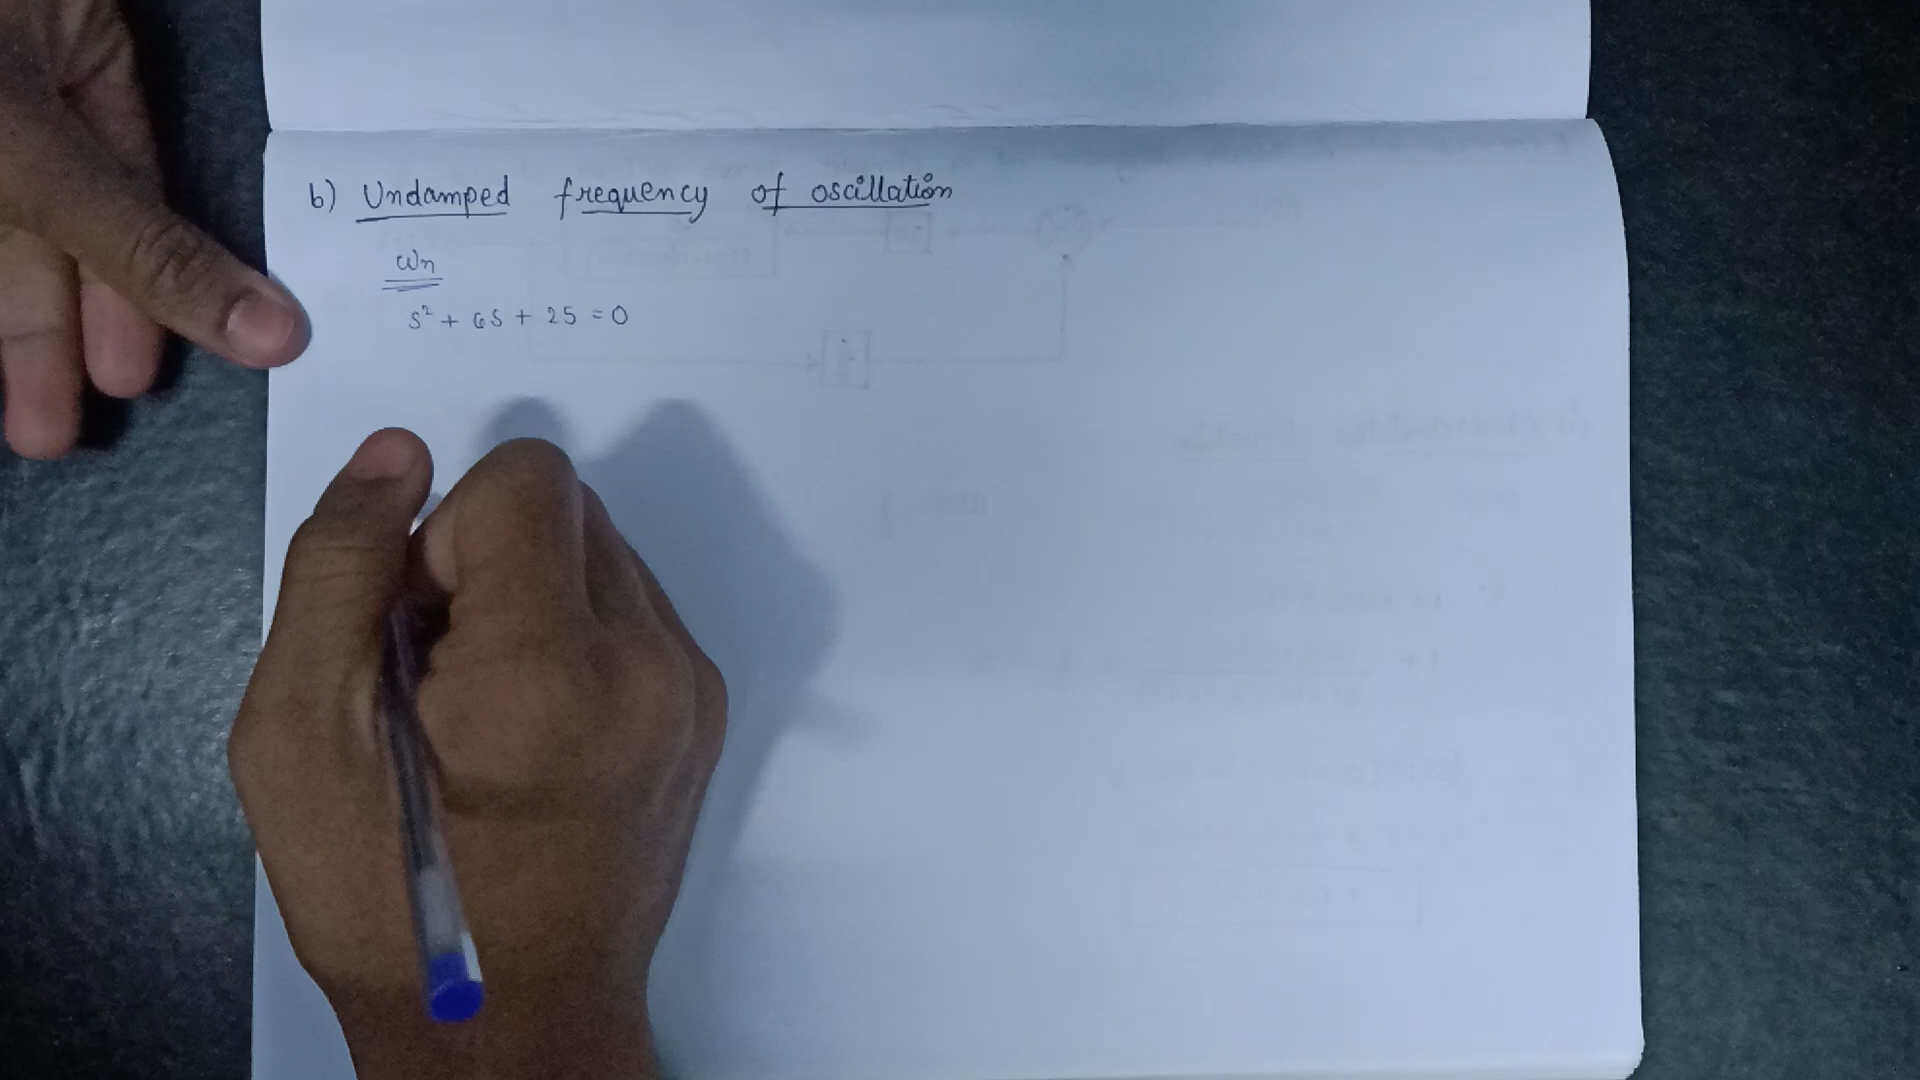 b) Undamped frequency of oscillation
ωn
s² + 6s + 25 = 0